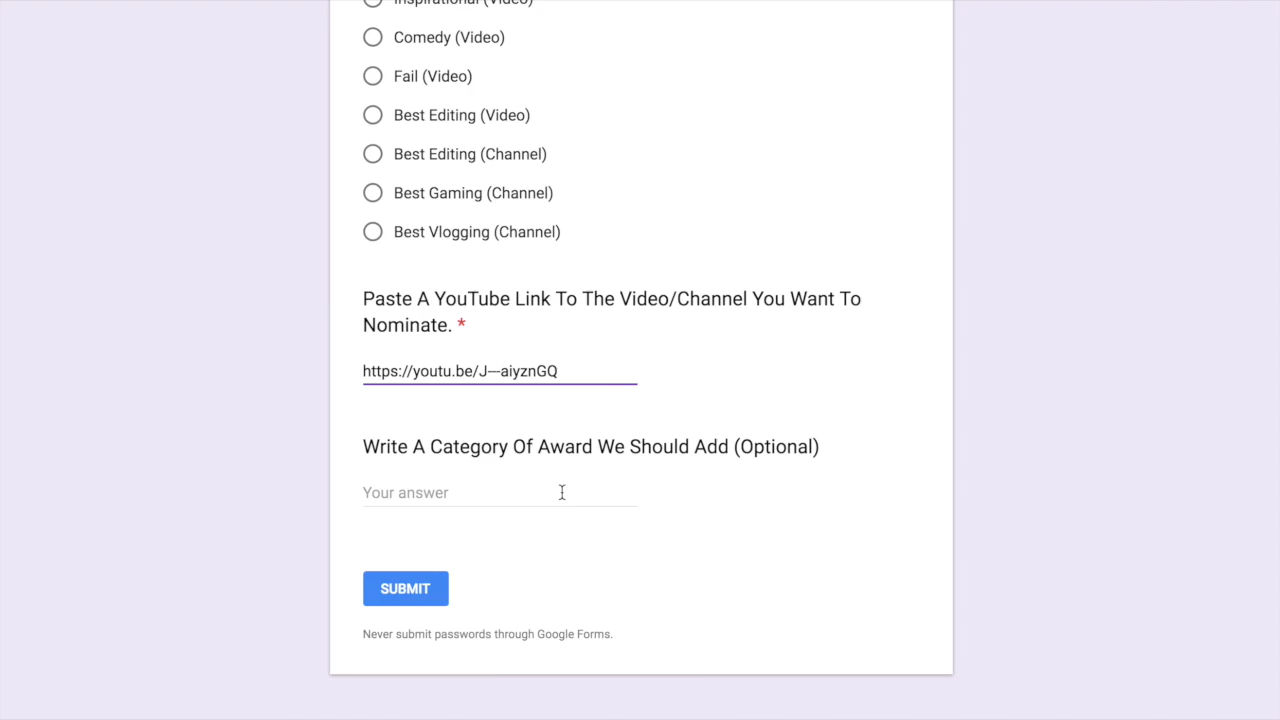 Inspirational (Video)
Comedy (Video)
Fail (Video)
Best Editing (Video)
Best Editing (Channel)
Best Gaming (Channel)
Best Vlogging (Channel)
Paste A YouTube Link To The Video/Channel You Want To
Nominate. *
https://youtu.be/J---aiyznGQ
Write A Category Of Award We Should Add (Optional)
Your answer
SUBMIT
Never submit passwords through Google Forms.